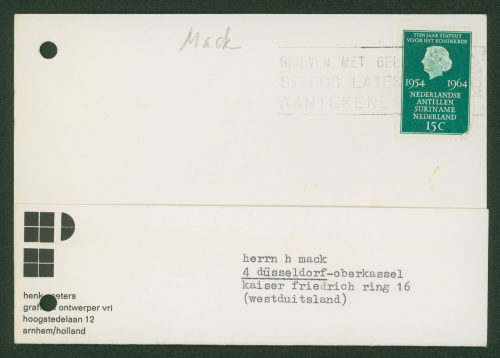 Mack
TIEN JAAR STATUUT
VOOR HET KONINKRIJK
BRIEVEN MET GEL
STEEDS LATEN
AANTEKENEN
1954 1964
NEDERLANDSE
ANTILLEN
SURINAME
NEDERLAND
15 C
herrn h mack
4 düsseldorf-oberkassel
kaiser friedrich ring 16
(westduitsland)
henk peters
grafisch ontwerper vri
hoogstedelaan 12
arnhem/holland